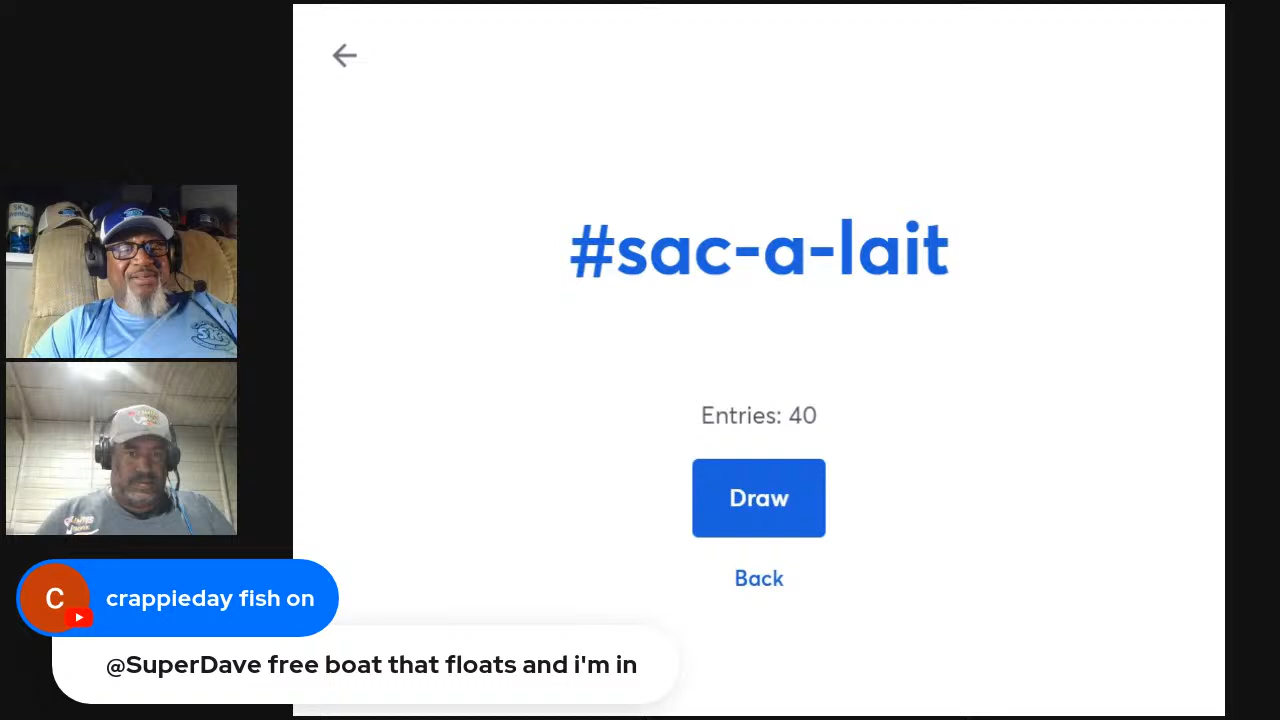 #sac-a-lait
Entries: 40
Draw
Back
C
crappieday fish on
@SuperDave free boat that floats and i'm in